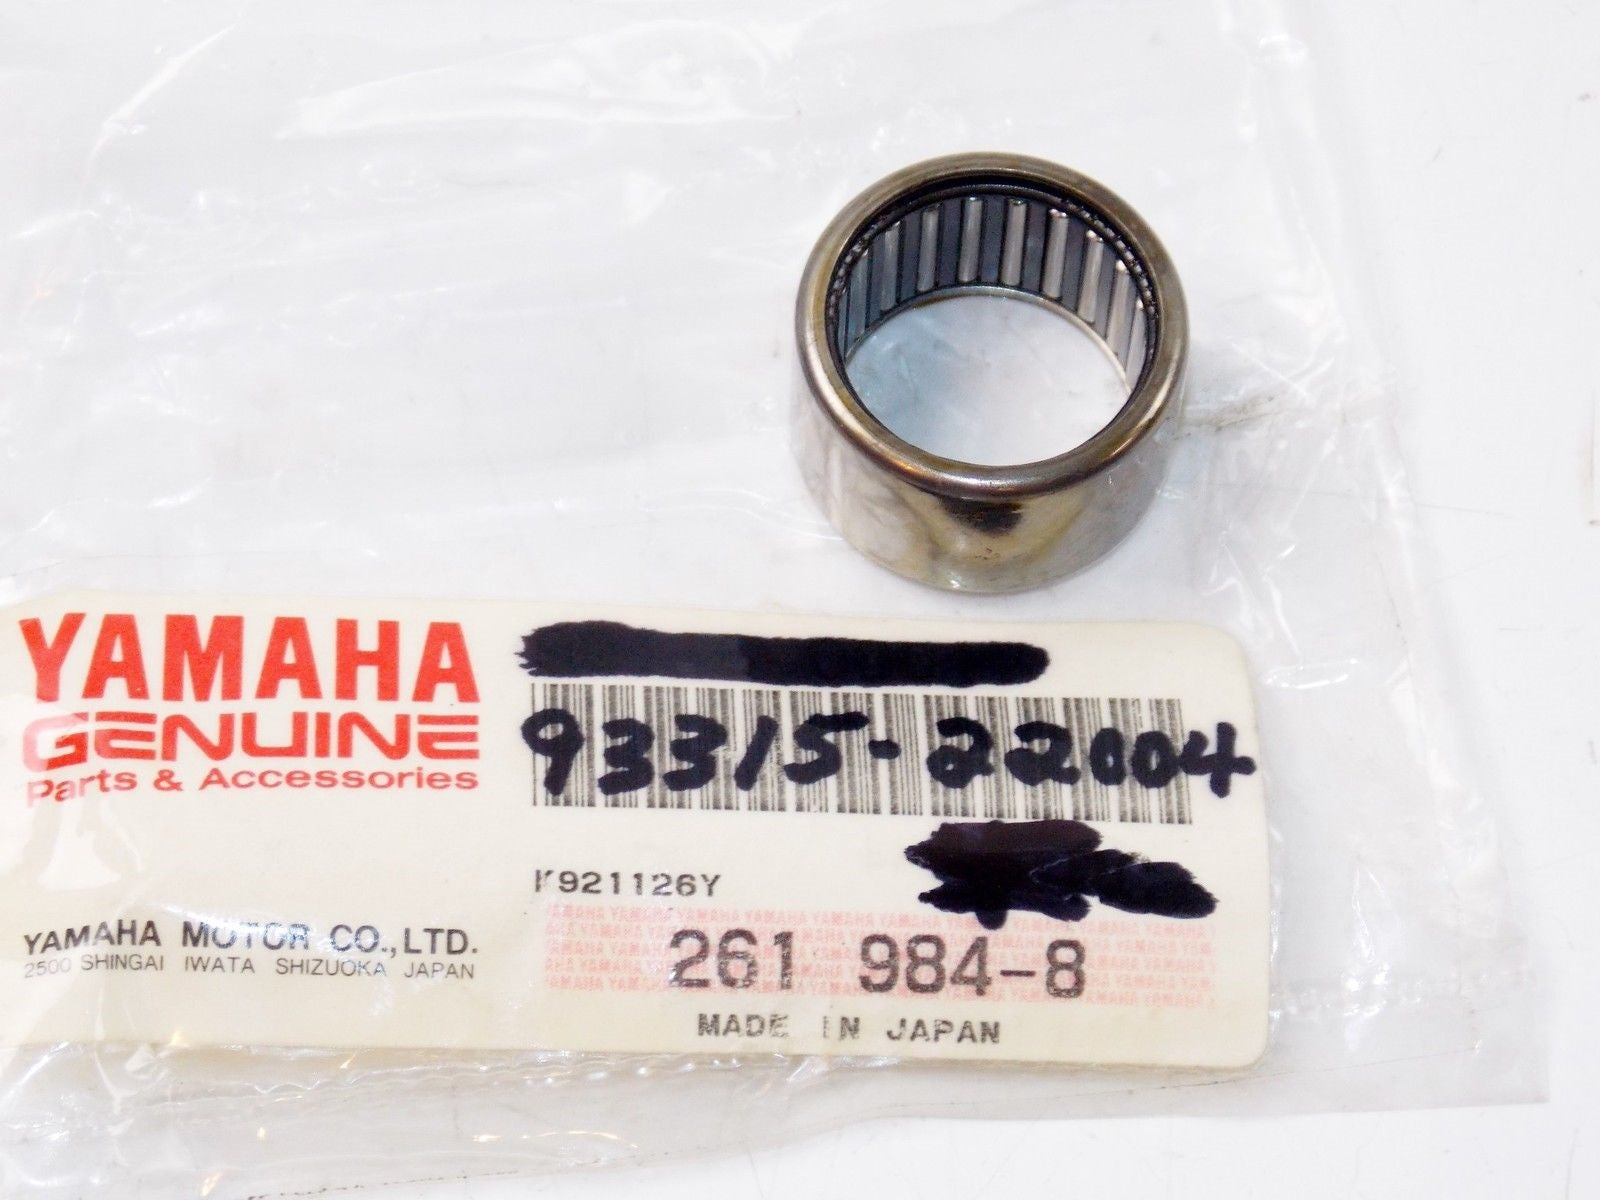 YAMAHA
GENUINE
Parts & Accessories
93315-22004
K921126Y
YAMAHA MOTOR CO.,LTD.
2500 SHINGAI IWATA SHIZUOKA JAPAN
261 984-8
MADE IN JAPAN